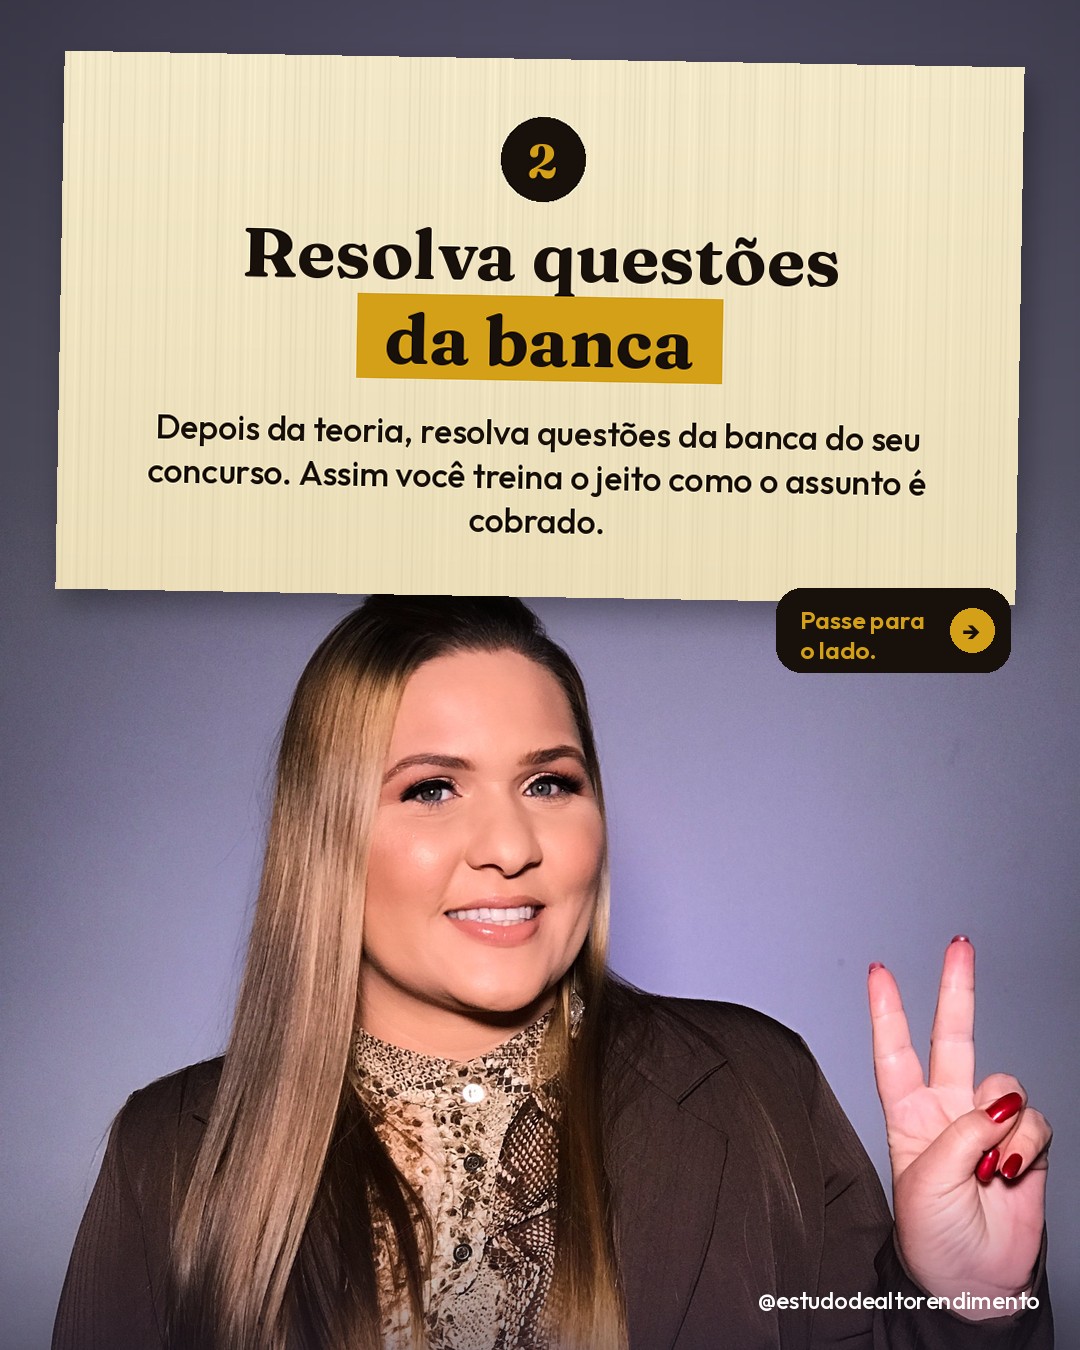 2
Resolva questões
da banca
Depois da teoria, resolva questões da banca do seu
concurso. Assim você treina o jeito como o assunto é
cobrado.
Passe para
o lado.
@estudodealtorendimento